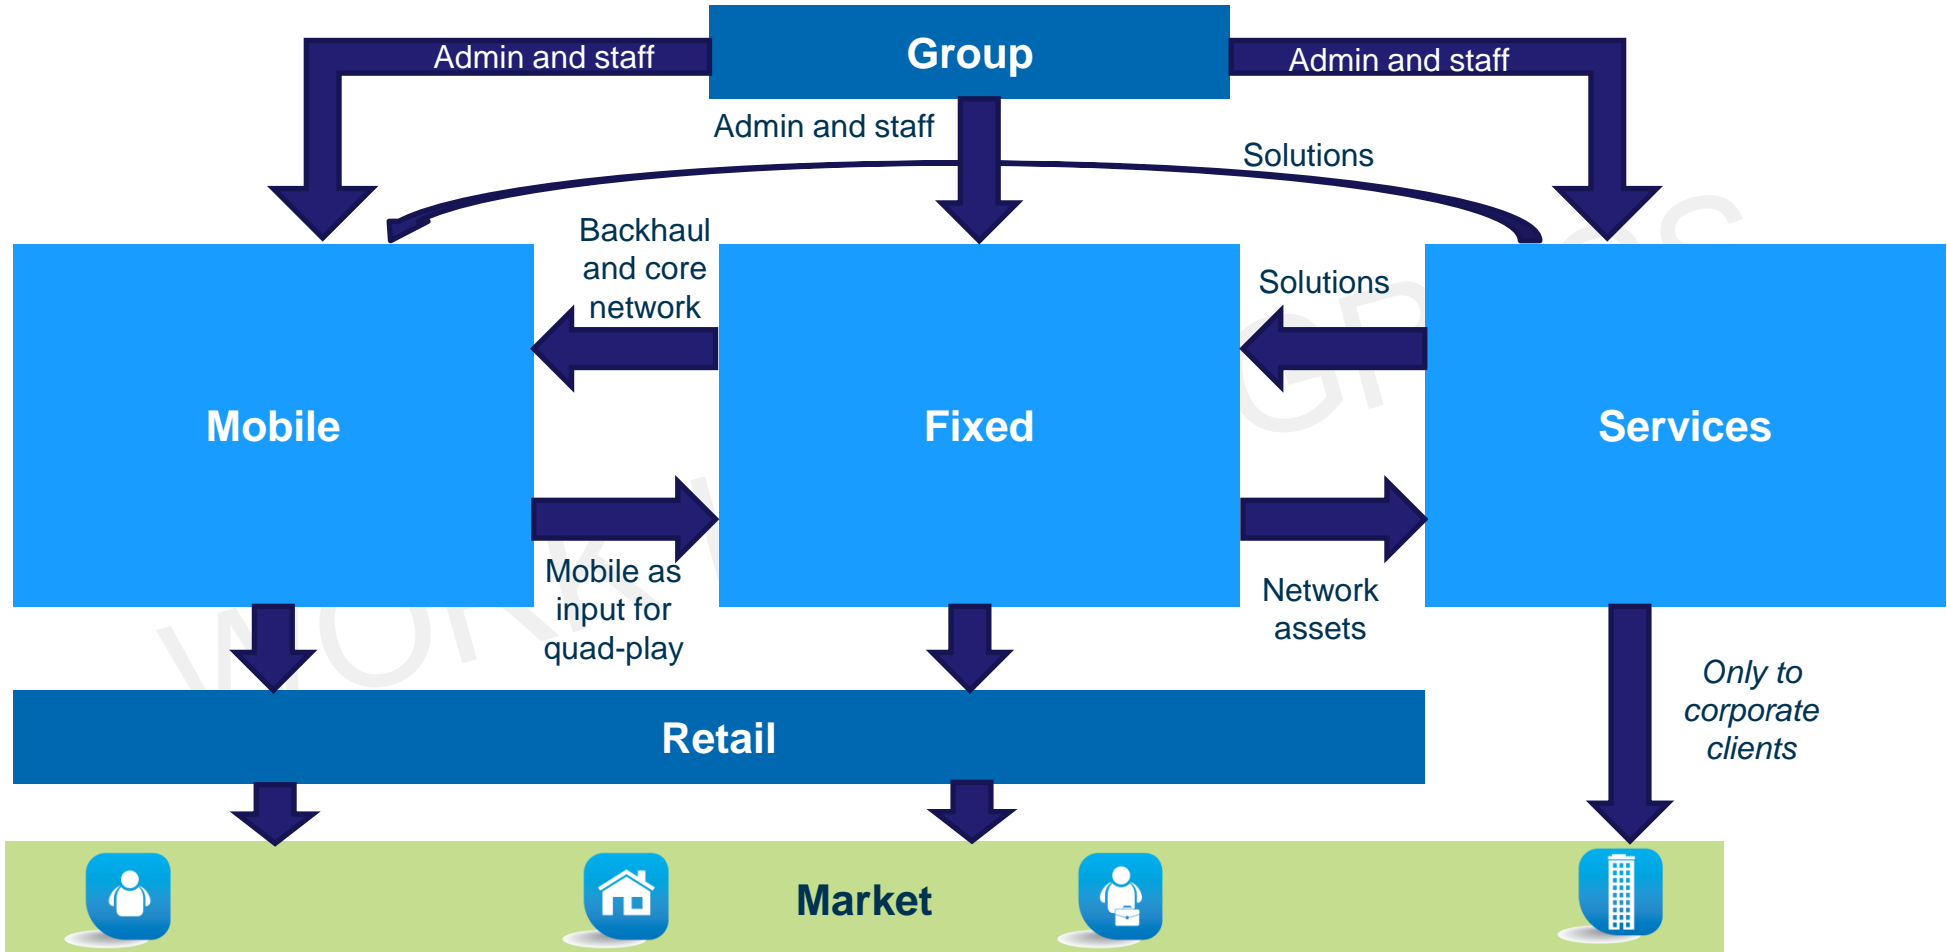 Group
Admin and staff
Admin and staff
Admin and staff
Solutions
Backhaul
and core
network
Solutions
Mobile
Fixed
Services
Mobile as
input for
quad-play
Network
assets
Only to
corporate
clients
Retail
Market
WORK